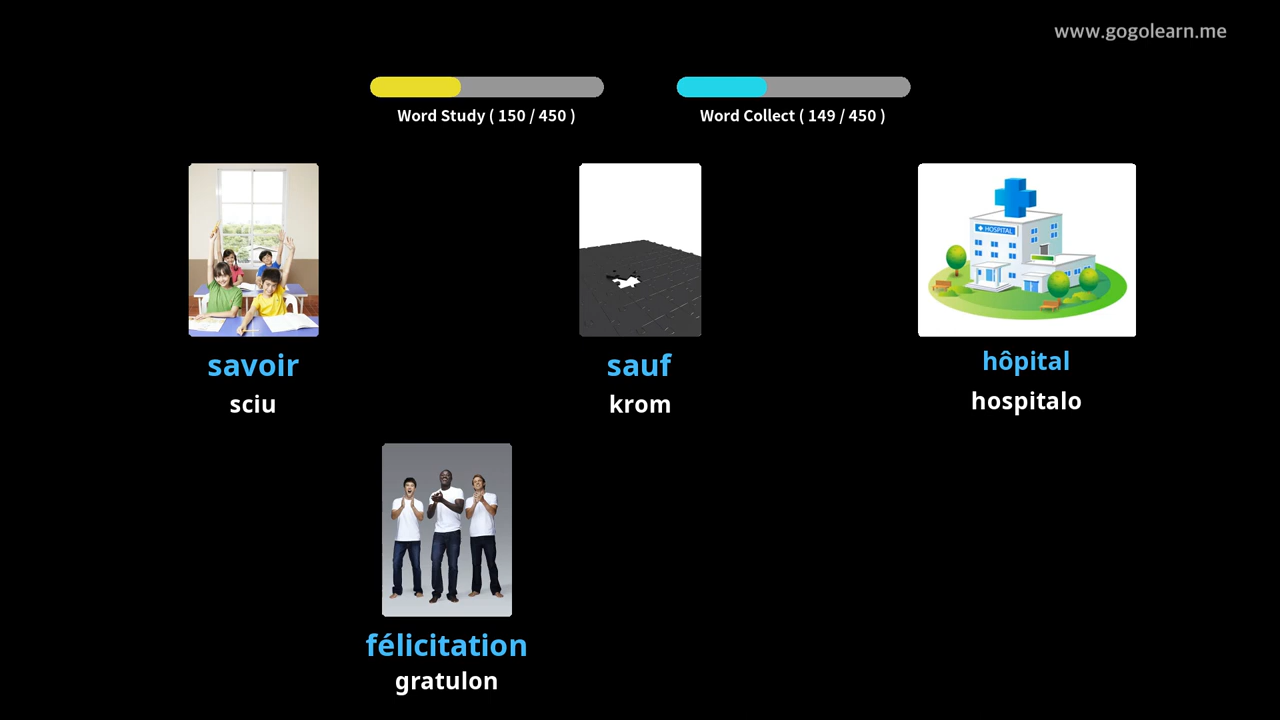 www.gogolearn.me
Word Study ( 150 / 450 )
Word Collect ( 149 / 450 )
HOSPITAL
savoir
sciu
sauf
krom
hôpital
hospitalo
félicitation
gratulon